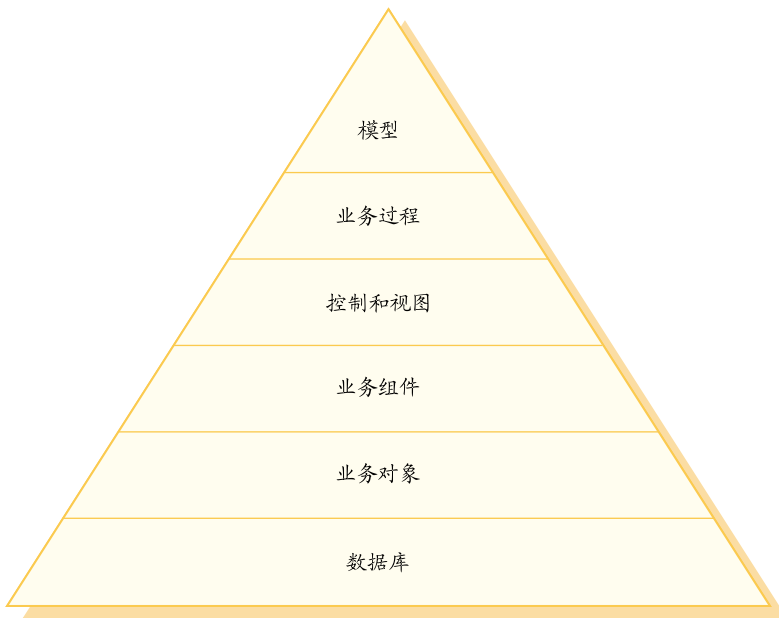 模型
业务过程
控制和视图
业务组件
业务对象
数据库